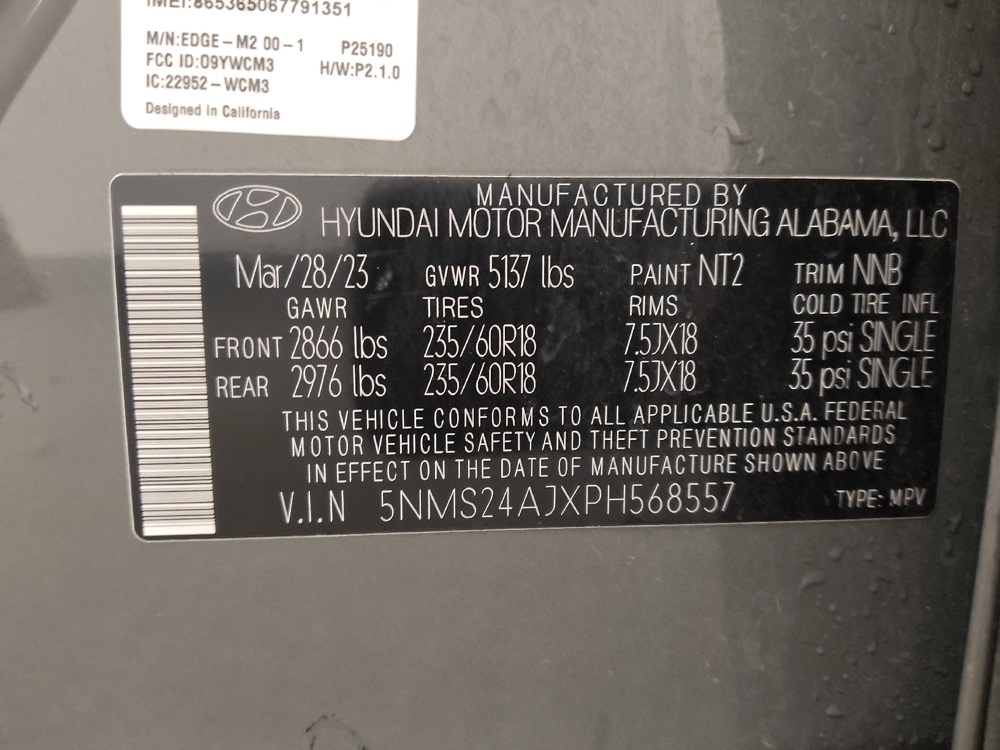 IMEI:865365067791351
M/N:EDGE-M2 00-1 P25190
FCC ID:O9YWCM3 H/W:P2.1.0
IC:22952-WCM3
Designed in California
MANUFACTURED BY
HYUNDAI MOTOR MANUFACTURING ALABAMA, LLC
Mar/28/23 GVWR 5137 lbs PAINT NT2 TRIM NNB
GAWR TIRES RIMS COLD TIRE INFL
FRONT 2866 lbs 235/60R18 7.5JX18 35 psi SINGLE
REAR 2976 lbs 235/60R18 7.5JX18 35 psi SINGLE
THIS VEHICLE CONFORMS TO ALL APPLICABLE U.S.A. FEDERAL
MOTOR VEHICLE SAFETY AND THEFT PREVENTION STANDARDS
IN EFFECT ON THE DATE OF MANUFACTURE SHOWN ABOVE
V.I.N 5NMS24AJXPH568557 TYPE: MPV